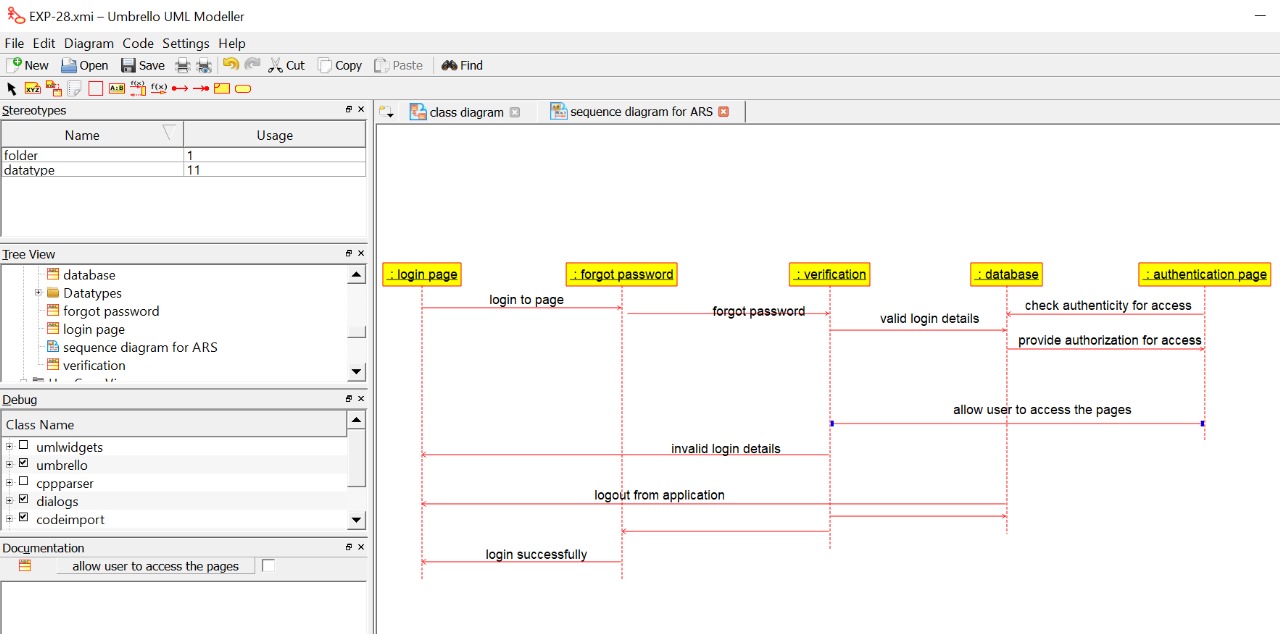 EXP-28.xmi – Umbrello UML Modeller
File Edit Diagram Code Settings Help
New Open Save Cut Copy Paste Find
XYZ A:B f(x) f(x)
Stereotypes
Name Usage
folder 1
datatype 11
Tree View
database
Datatypes
forgot password
login page
sequence diagram for ARS
verification
Debug
Class Name
umlwidgets
umbrello
cppparser
dialogs
codeimport
Documentation
allow user to access the pages
class diagram
sequence diagram for ARS
: login page : forgot password : verification : database : authentication page
login to page
forgot password
valid login details
check authenticity for access
provide authorization for access
allow user to access the pages
invalid login details
logout from application
login successfully